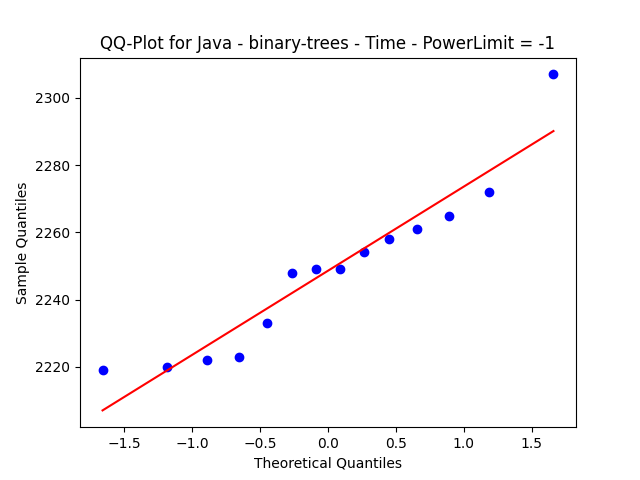 QQ-Plot for Java - binary-trees - Time - PowerLimit = -1
2300
2280
2260
2240
2220
Sample Quantiles
−1.5 −1.0 −0.5 0.0 0.5 1.0 1.5
Theoretical Quantiles